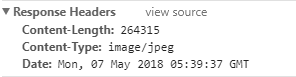 ▼ Response Headers view source
Content-Length: 264315
Content-Type: image/jpeg
Date: Mon, 07 May 2018 05:39:37 GMT